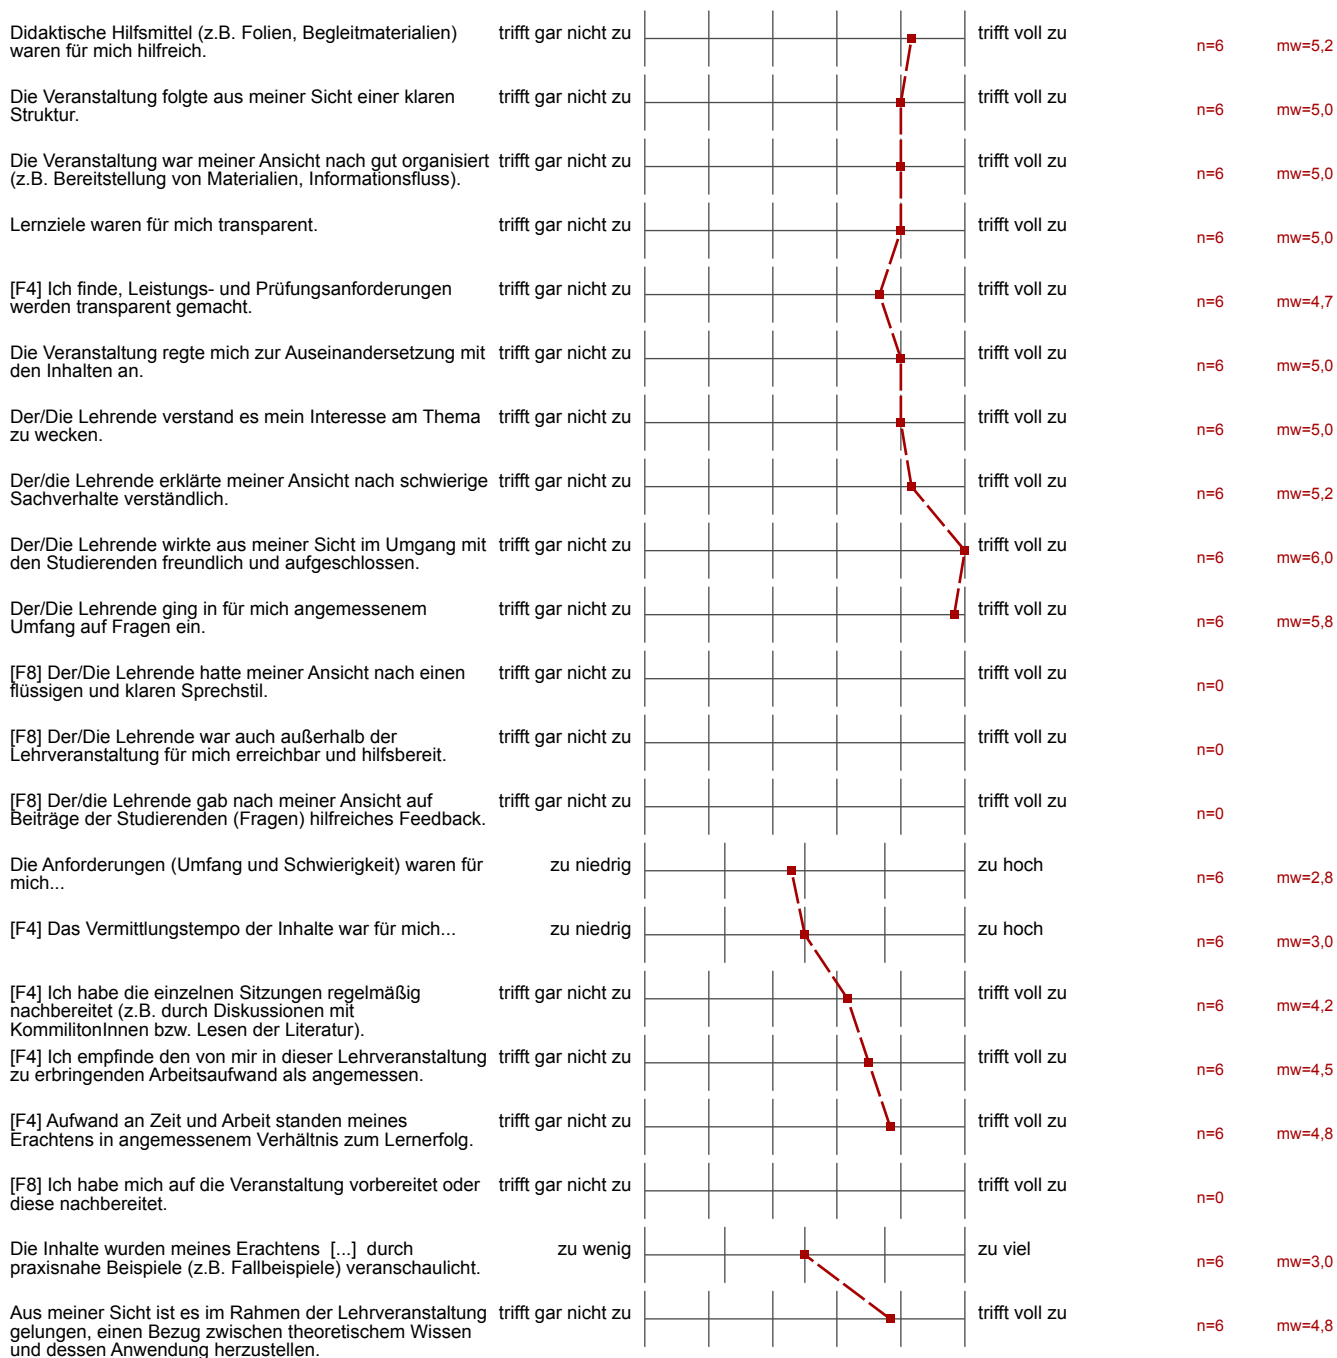 Didaktische Hilfsmittel (z.B. Folien, Begleitmaterialien) waren für mich hilfreich. trifft gar nicht zu trifft voll zu n=6 mw=5,2
Die Veranstaltung folgte aus meiner Sicht einer klaren Struktur. trifft gar nicht zu trifft voll zu n=6 mw=5,0
Die Veranstaltung war meiner Ansicht nach gut organisiert (z.B. Bereitstellung von Materialien, Informationsfluss). trifft gar nicht zu trifft voll zu n=6 mw=5,0
Lernziele waren für mich transparent. trifft gar nicht zu trifft voll zu n=6 mw=5,0
[F4] Ich finde, Leistungs- und Prüfungsanforderungen werden transparent gemacht. trifft gar nicht zu trifft voll zu n=6 mw=4,7
Die Veranstaltung regte mich zur Auseinandersetzung mit den Inhalten an. trifft gar nicht zu trifft voll zu n=6 mw=5,0
Der/Die Lehrende verstand es mein Interesse am Thema zu wecken. trifft gar nicht zu trifft voll zu n=6 mw=5,0
Der/die Lehrende erklärte meiner Ansicht nach schwierige Sachverhalte verständlich. trifft gar nicht zu trifft voll zu n=6 mw=5,2
Der/Die Lehrende wirkte aus meiner Sicht im Umgang mit den Studierenden freundlich und aufgeschlossen. trifft gar nicht zu trifft voll zu n=6 mw=6,0
Der/Die Lehrende ging in für mich angemessenem Umfang auf Fragen ein. trifft gar nicht zu trifft voll zu n=6 mw=5,8
[F8] Der/Die Lehrende hatte meiner Ansicht nach einen flüssigen und klaren Sprechstil. trifft gar nicht zu trifft voll zu n=0
[F8] Der/Die Lehrende war auch außerhalb der Lehrveranstaltung für mich erreichbar und hilfsbereit. trifft gar nicht zu trifft voll zu n=0
[F8] Der/die Lehrende gab nach meiner Ansicht auf Beiträge der Studierenden (Fragen) hilfreiches Feedback. trifft gar nicht zu trifft voll zu n=0
Die Anforderungen (Umfang und Schwierigkeit) waren für mich... zu niedrig zu hoch n=6 mw=2,8
[F4] Das Vermittlungstempo der Inhalte war für mich... zu niedrig zu hoch n=6 mw=3,0
[F4] Ich habe die einzelnen Sitzungen regelmäßig nachbereitet (z.B. durch Diskussionen mit KommilitonInnen bzw. Lesen der Literatur). trifft gar nicht zu trifft voll zu n=6 mw=4,2
[F4] Ich empfinde den von mir in dieser Lehrveranstaltung zu erbringenden Arbeitsaufwand als angemessen. trifft gar nicht zu trifft voll zu n=6 mw=4,5
[F4] Aufwand an Zeit und Arbeit standen meines Erachtens in angemessenem Verhältnis zum Lernerfolg. trifft gar nicht zu trifft voll zu n=6 mw=4,8
[F8] Ich habe mich auf die Veranstaltung vorbereitet oder diese nachbereitet. trifft gar nicht zu trifft voll zu n=0
Die Inhalte wurden meines Erachtens [...] durch praxisnahe Beispiele (z.B. Fallbeispiele) veranschaulicht. zu wenig zu viel n=6 mw=3,0
Aus meiner Sicht ist es im Rahmen der Lehrveranstaltung gelungen, einen Bezug zwischen theoretischem Wissen und dessen Anwendung herzustellen. trifft gar nicht zu trifft voll zu n=6 mw=4,8